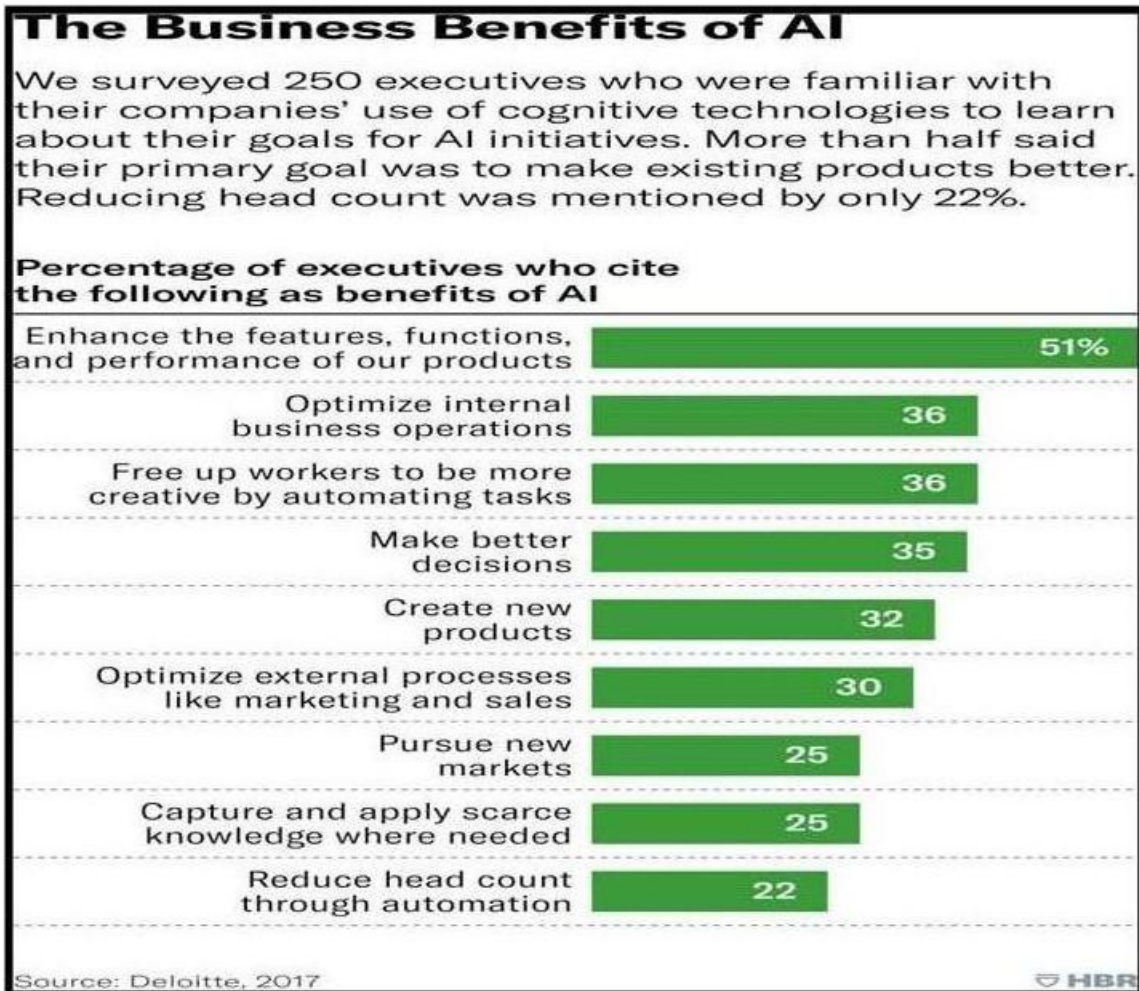 The Business Benefits of AI
We surveyed 250 executives who were familiar with
their companies’ use of cognitive technologies to learn
about their goals for AI initiatives. More than half said
their primary goal was to make existing products better.
Reducing head count was mentioned by only 22%.
Percentage of executives who cite
the following as benefits of AI
Enhance the features, functions,
and performance of our products
51%
Optimize internal
business operations
36
Free up workers to be more
creative by automating tasks
36
Make better
decisions
35
Create new
products
32
Optimize external processes
like marketing and sales
30
Pursue new
markets
25
Capture and apply scarce
knowledge where needed
25
Reduce head count
through automation
22
Source: Deloitte, 2017
HBR